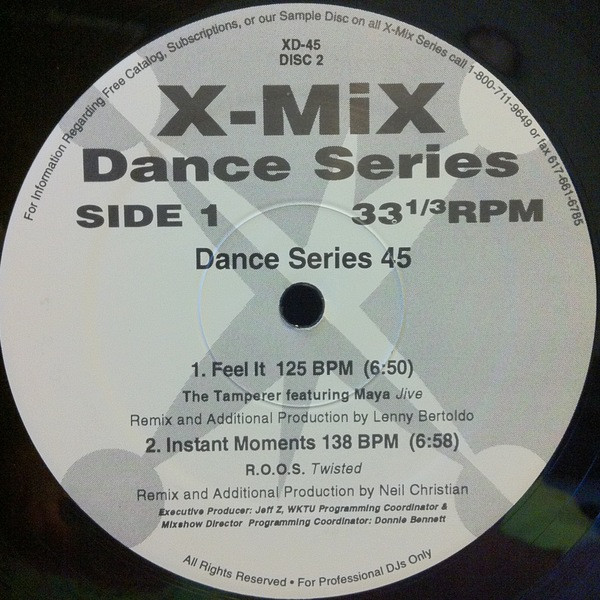 For Information Regarding Free Catalog, Subscriptions, or our Sample Disc on all X-Mix Series call 1-800-711-9649 or fax 617-661-6785
XD-45
DISC 2
X-MiX
Dance Series
SIDE 1 33 1/3 RPM
Dance Series 45
1. Feel It 125 BPM (6:50)
The Tamperer featuring Maya Jive
Remix and Additional Production by Lenny Bertoldo
2. Instant Moments 138 BPM (6:58)
R.O.O.S. Twisted
Remix and Additional Production by Neil Christian
Executive Producer: Jeff Z, WKTU Programming Coordinator &
Mixshow Director Programming Coordinator: Donnie Bennett
All Rights Reserved • For Professional DJs Only